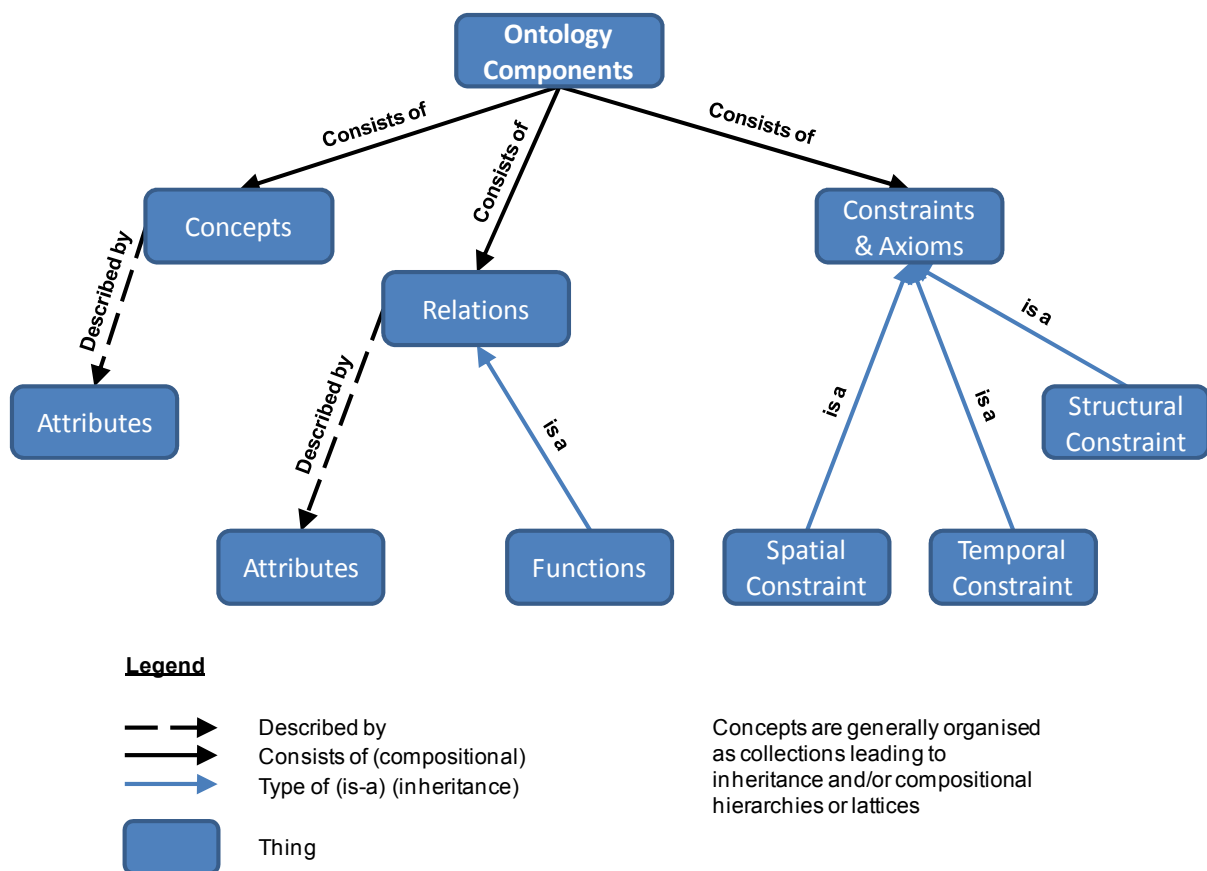 Ontology
Components
Consists of
Consists of
Consists of
Concepts
Constraints
& Axioms
Described by
Relations
is a
Attributes
Described by
is a
is a
is a
Structural
Constraint
Attributes
Functions
Spatial
Constraint
Temporal
Constraint
Legend
Described by
Consists of (compositional)
Type of (is-a) (inheritance)
Thing
Concepts are generally organised
as collections leading to
inheritance and/or compositional
hierarchies or lattices